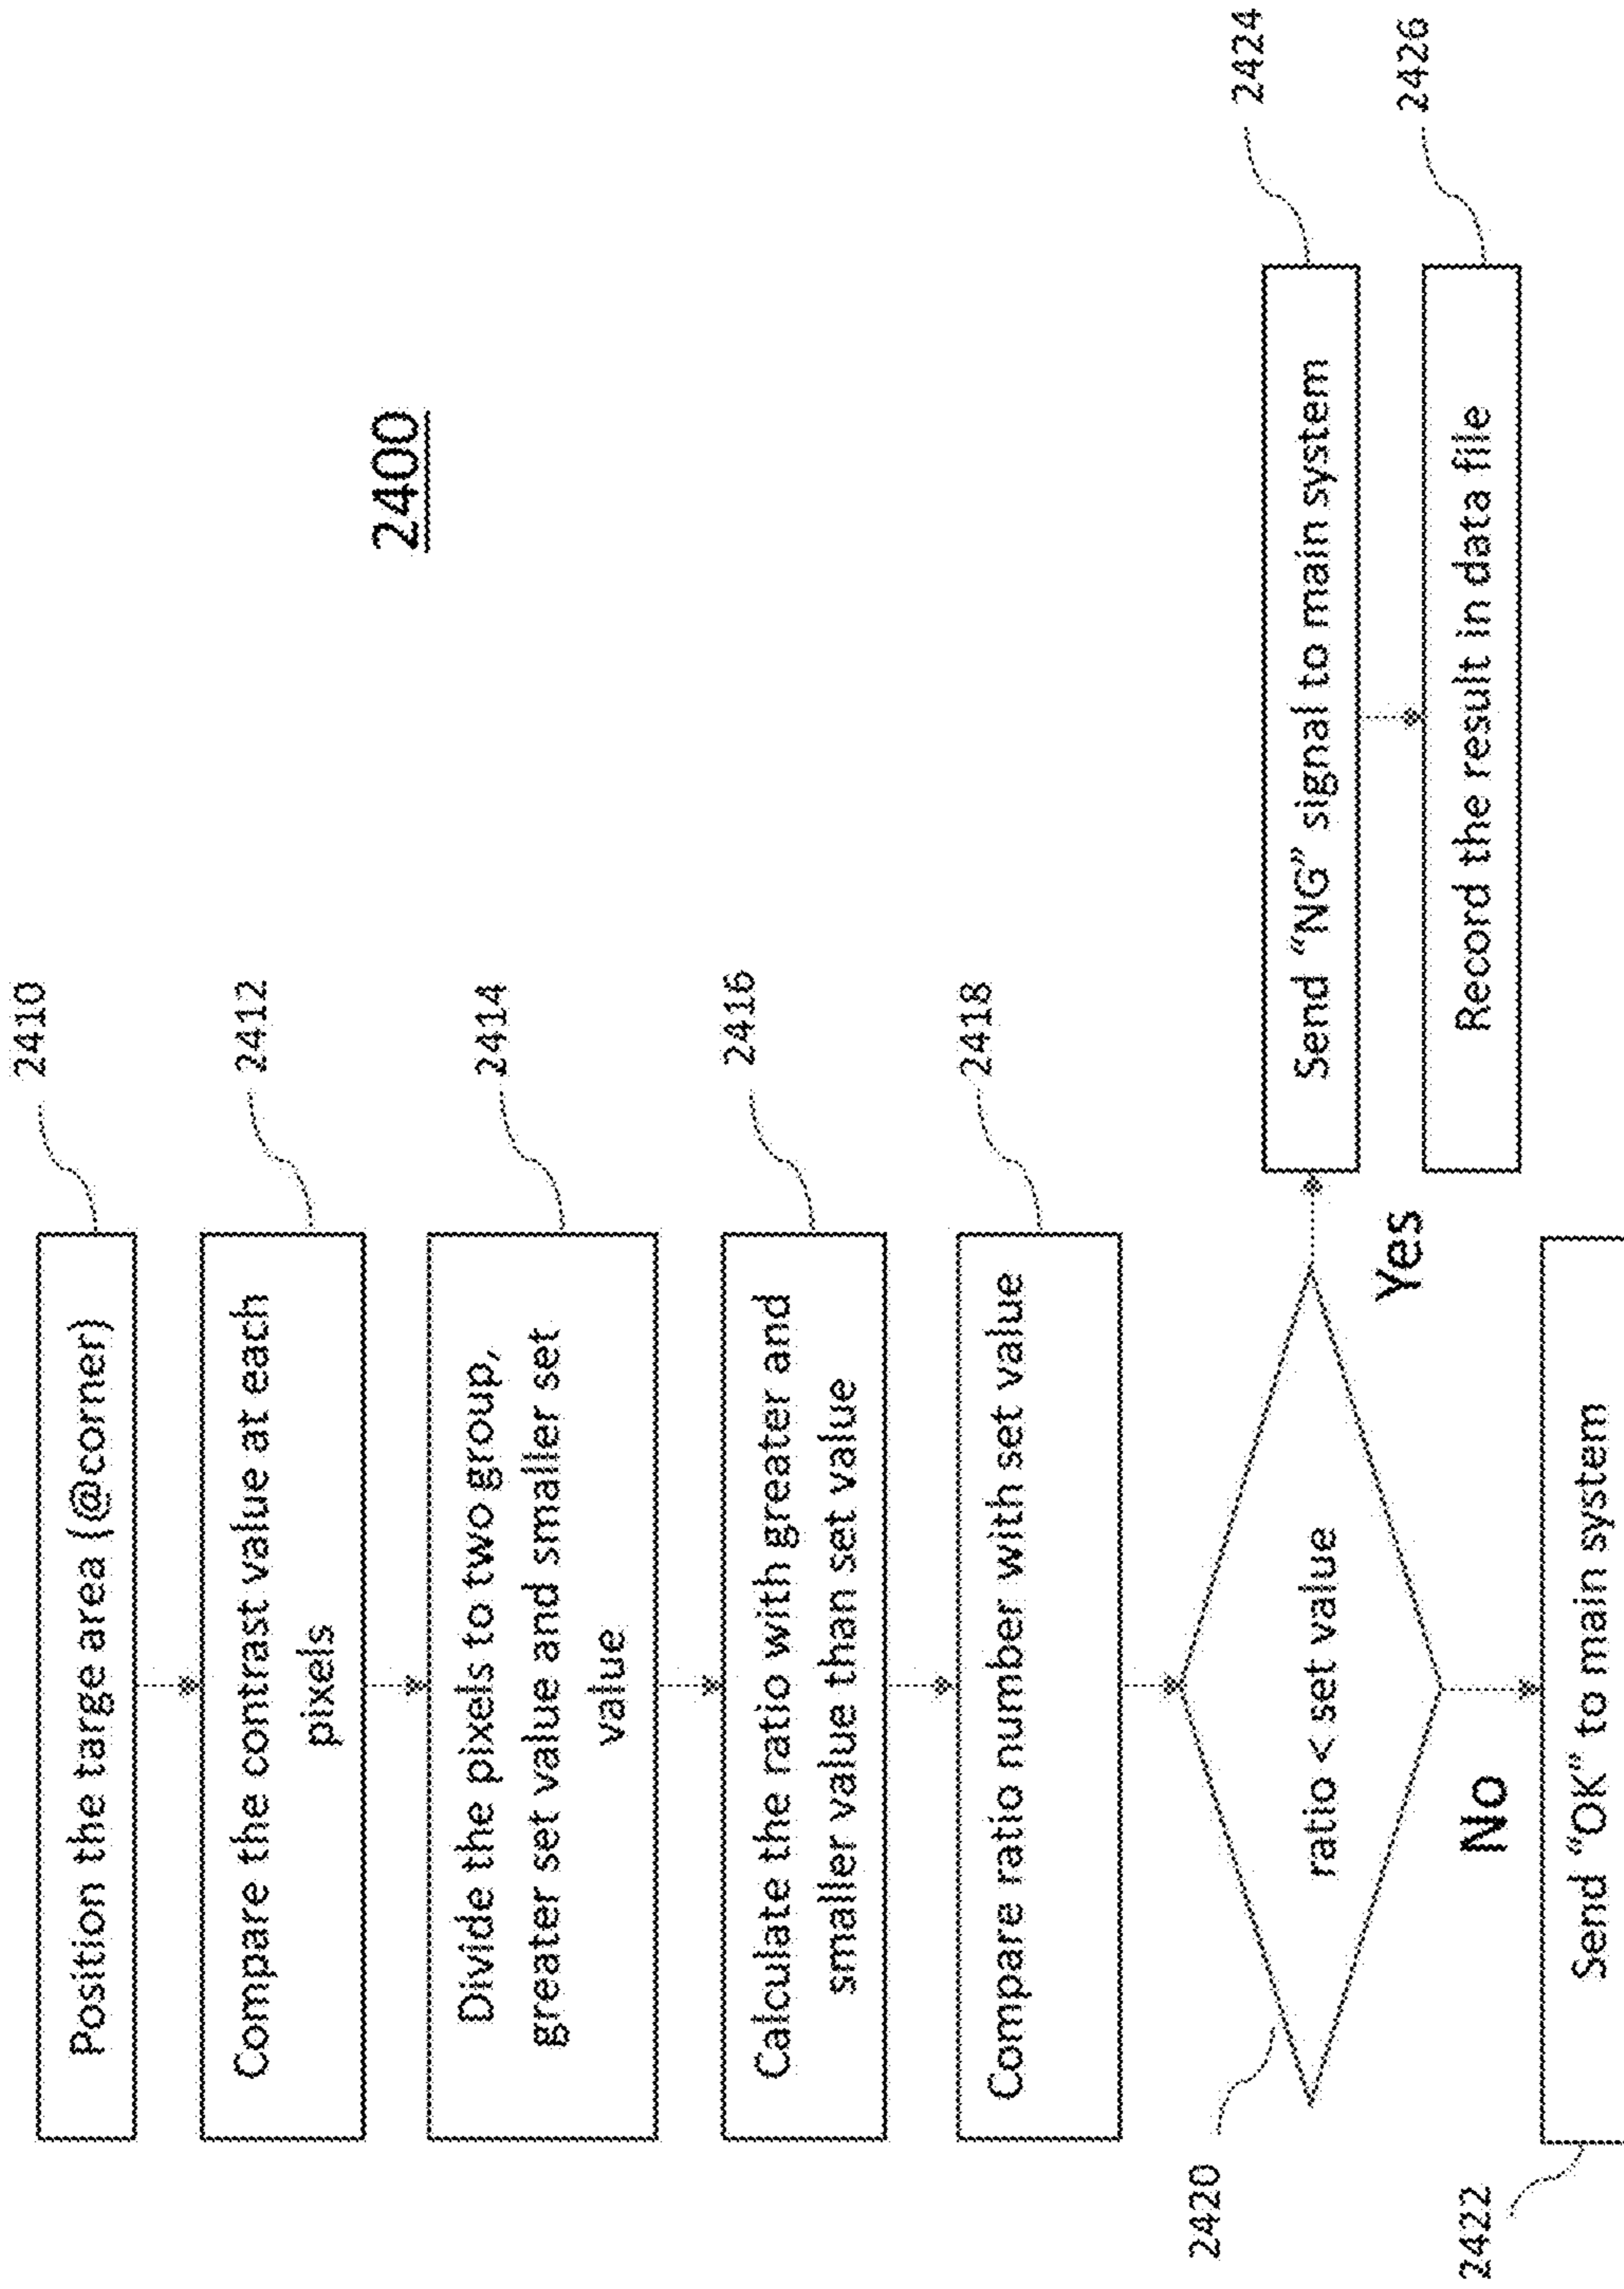 2400
Position the targe area (@corner)
2410
Compare the contrast value at each
pixels
2412
Divide the pixels to two group,
greater set value and smaller set
value
2414
Calculate the ratio with greater and
smaller value than set value
2416
Compare ratio number with set value
2418
2420
ratio < set value
Yes
Send “NG” signal to main system
2424
Record the result in data file
2426
No
2422
Send “OK” to main system